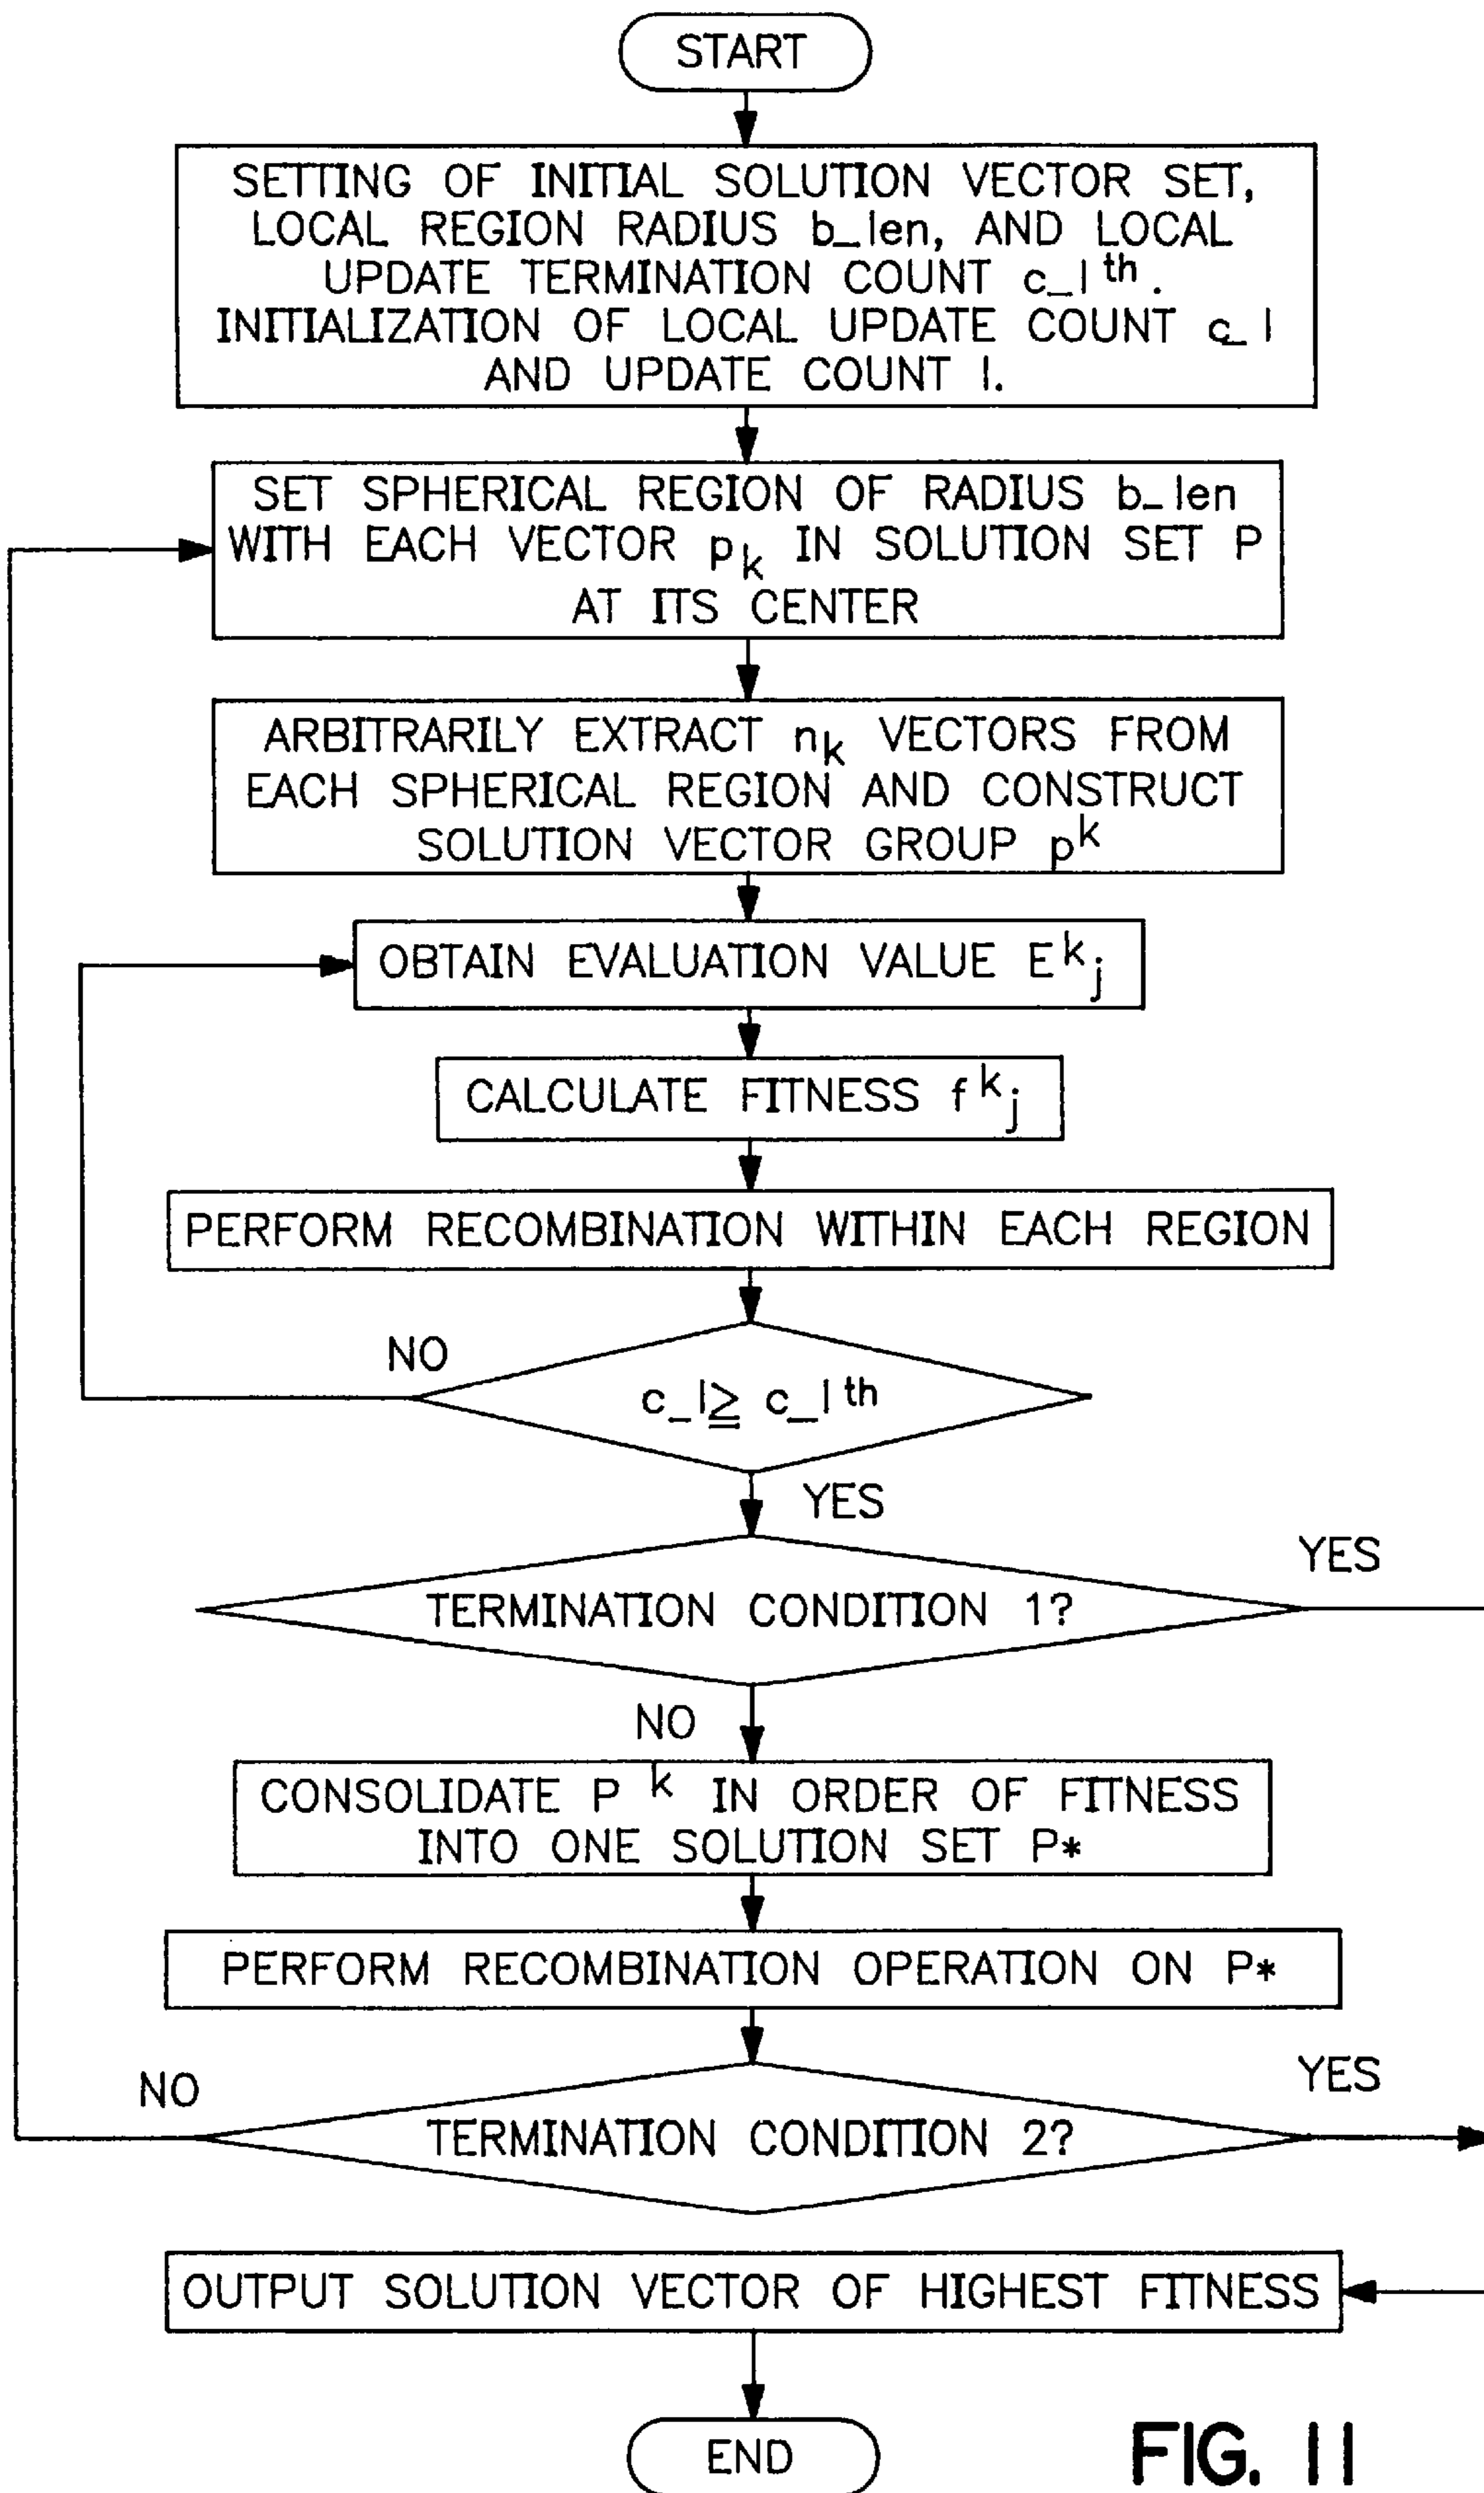 START
SETTING OF INITIAL SOLUTION VECTOR SET,
LOCAL REGION RADIUS b_len, AND LOCAL
UPDATE TERMINATION COUNT c_l^th.
INITIALIZATION OF LOCAL UPDATE COUNT c_l
AND UPDATE COUNT l.
SET SPHERICAL REGION OF RADIUS b_len
WITH EACH VECTOR p_k IN SOLUTION SET P
AT ITS CENTER
ARBITRARILY EXTRACT n_k VECTORS FROM
EACH SPHERICAL REGION AND CONSTRUCT
SOLUTION VECTOR GROUP p^k
OBTAIN EVALUATION VALUE E^k_j
CALCULATE FITNESS f^k_j
PERFORM RECOMBINATION WITHIN EACH REGION
NO
c_l ≧ c_l^th
YES
YES
TERMINATION CONDITION 1?
NO
CONSOLIDATE P^k IN ORDER OF FITNESS
INTO ONE SOLUTION SET P*
PERFORM RECOMBINATION OPERATION ON P*
NO
YES
TERMINATION CONDITION 2?
OUTPUT SOLUTION VECTOR OF HIGHEST FITNESS
END
FIG. 11